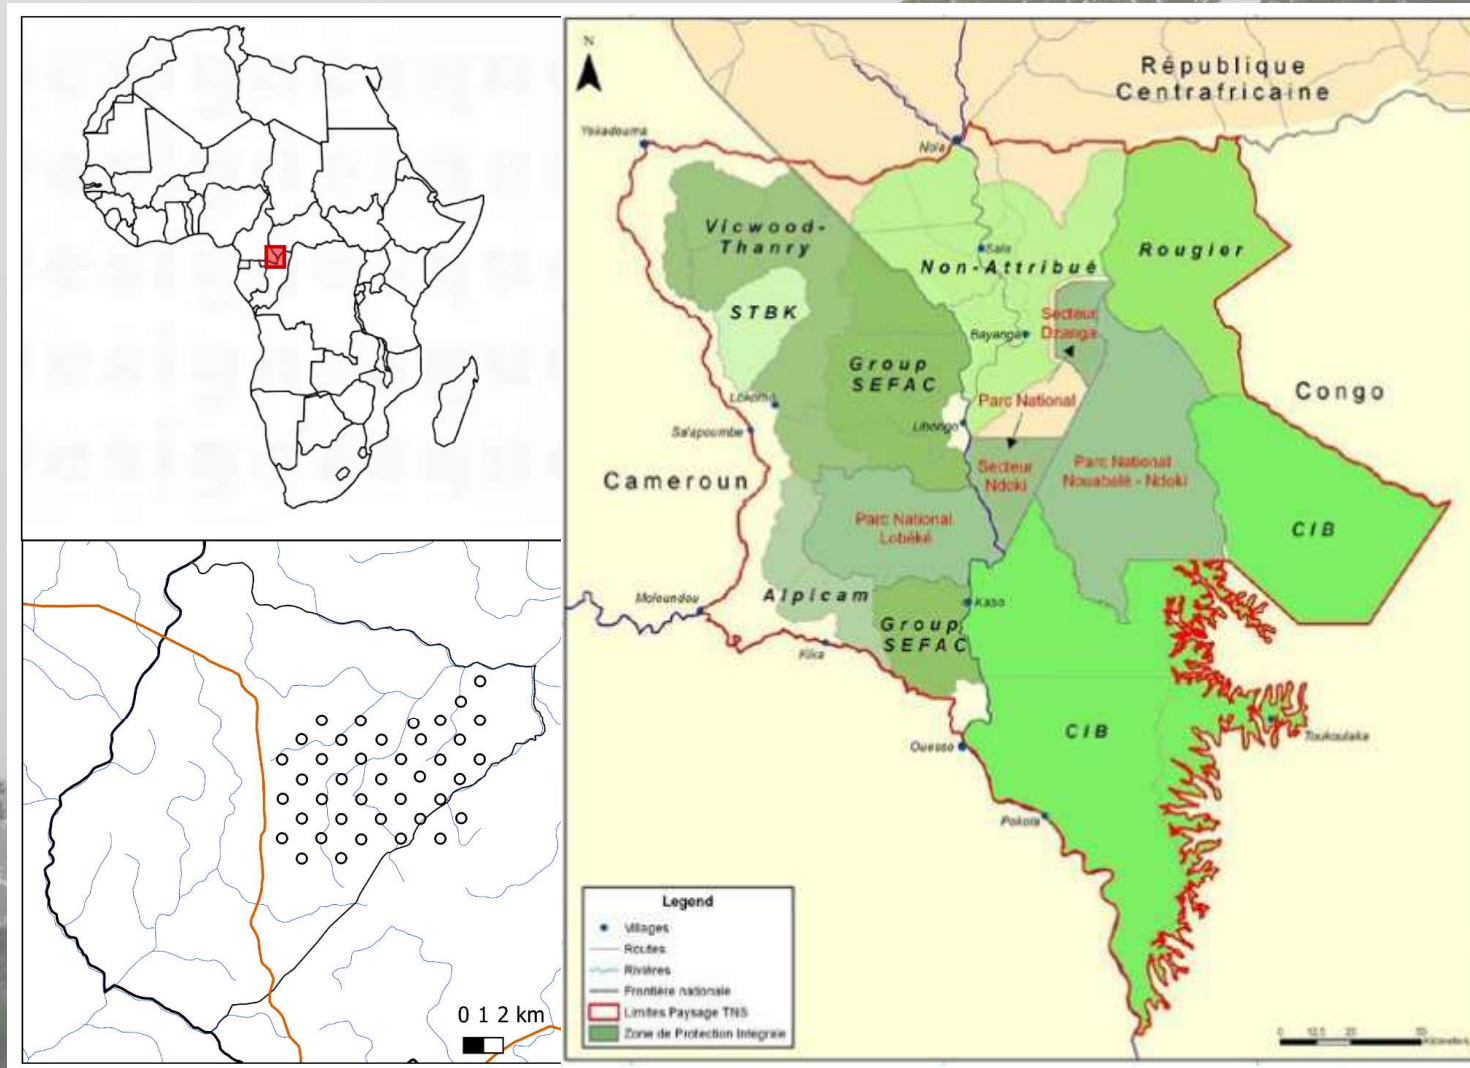 0 1 2 km
N
République
Centrafricaine
Yokadouma
Nola
Vicwood-
Thanry
Salo
Non-Attribué
Rougier
STBK
Secteur
Dzanga
Bayanga
Group
SEFAC
Congo
Parc National
Lokomo
Libongo
Salapoumbe
Cameroun
Secteur
Ndoki
Parc National
Nouabalé - Ndoki
Parc National
Lobéké
CIB
Moloundou
Alpicam
Kabo
Group
SEFAC
Kika
CIB
Ouesso
Toukoulaka
Pokola
Legend
Villages
Routes
Rivières
Frontière nationale
Limites Paysage TNS
Zone de Protection Integrale